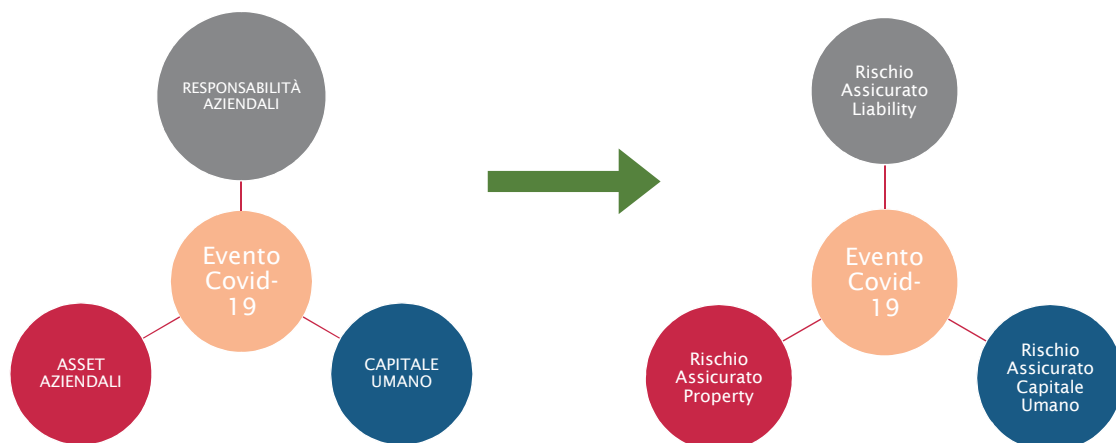 RESPONSABILITÀ
AZIENDALI
Evento
Covid-
19
ASSET
AZIENDALI
CAPITALE
UMANO
Rischio
Assicurato
Liability
Evento
Covid-
19
Rischio
Assicurato
Property
Rischio
Assicurato
Capitale
Umano